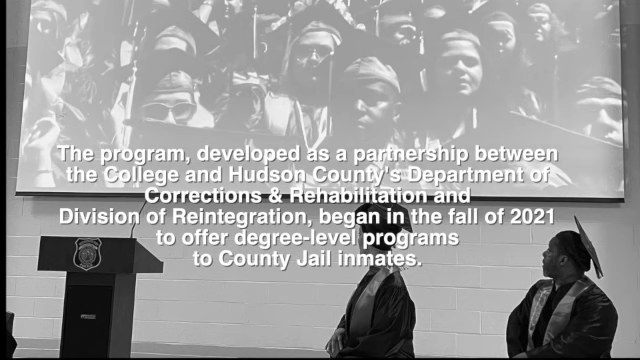 The program, developed as a partnership between
the College and Hudson County's Department of
Corrections & Rehabilitation and
Division of Reintegration, began in the fall of 2021
to offer degree-level programs
to County Jail inmates.